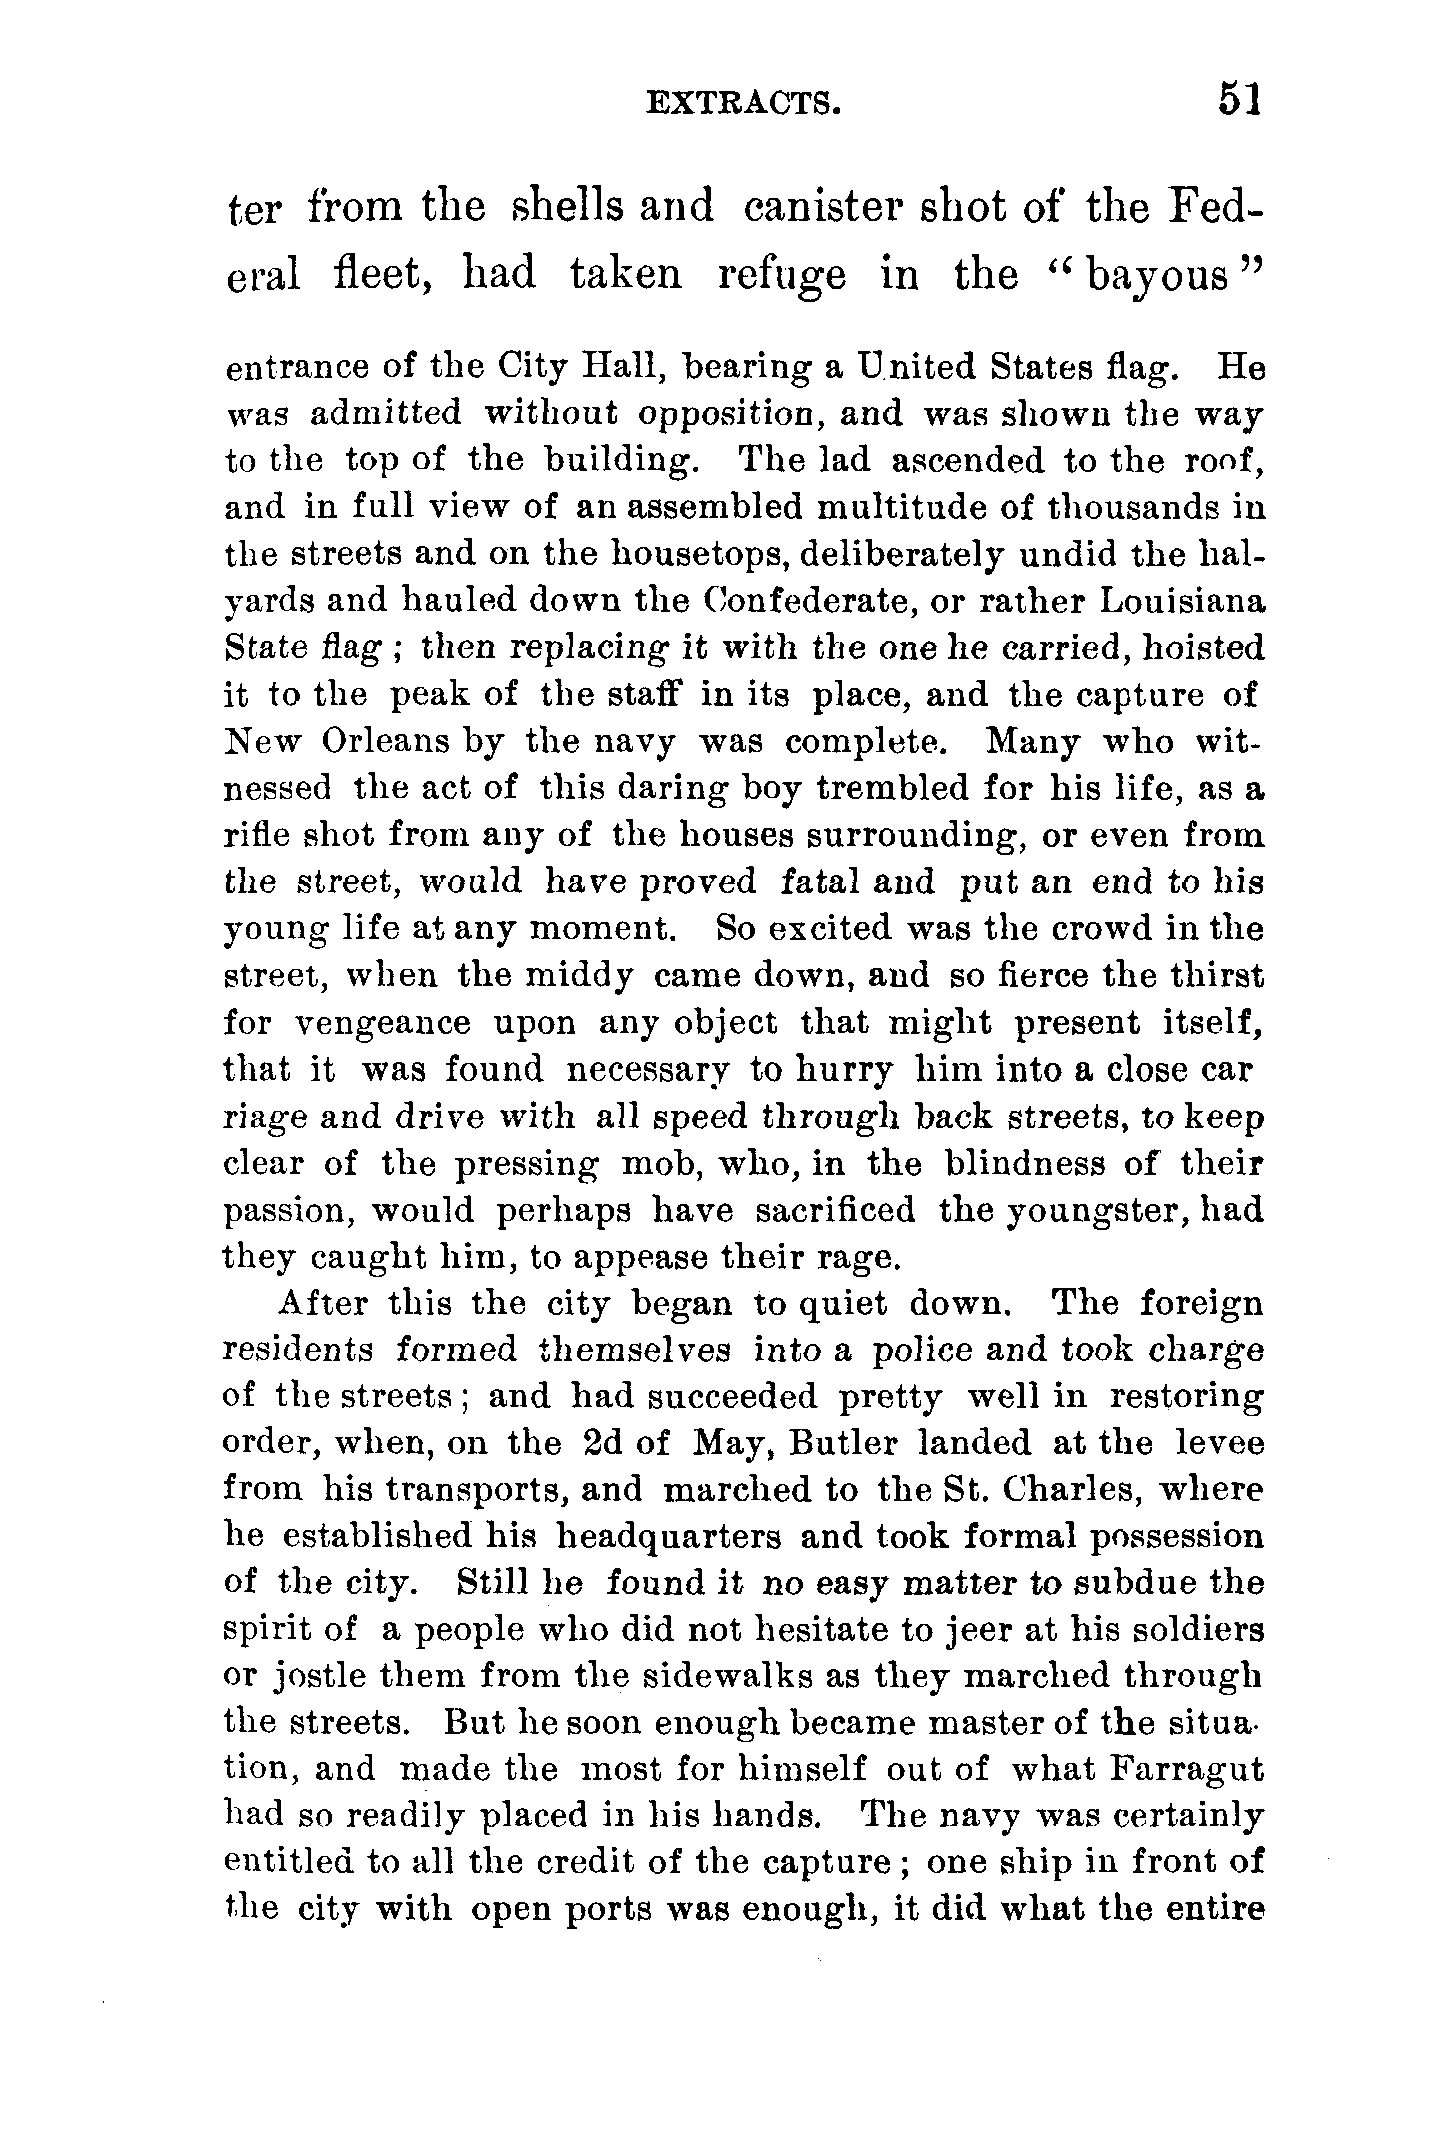 EXTRACTS. 51
ter from the shells and canister shot of the Fed-
eral fleet, had taken refuge in the “ bayous ”
entrance of the City Hall, bearing a United States flag. He
was admitted without opposition, and was shown the way
to the top of the building. The lad ascended to the roof,
and in full view of an assembled multitude of thousands in
the streets and on the housetops, deliberately undid the hal-
yards and hauled down the Confederate, or rather Louisiana
State flag ; then replacing it with the one he carried, hoisted
it to the peak of the staff in its place, and the capture of
New Orleans by the navy was complete. Many who wit-
nessed the act of this daring boy trembled for his life, as a
rifle shot from any of the houses surrounding, or even from
the street, would have proved fatal and put an end to his
young life at any moment. So excited was the crowd in the
street, when the middy came down, and so fierce the thirst
for vengeance upon any object that might present itself,
that it was found necessary to hurry him into a close car
riage and drive with all speed through back streets, to keep
clear of the pressing mob, who, in the blindness of their
passion, would perhaps have sacrificed the youngster, had
they caught him, to appease their rage.
After this the city began to quiet down. The foreign
residents formed themselves into a police and took charge
of the streets ; and had succeeded pretty well in restoring
order, when, on the 2d of May, Butler landed at the levee
from his transports, and marched to the St. Charles, where
he established his headquarters and took formal possession
of the city. Still he found it no easy matter to subdue the
spirit of a people who did not hesitate to jeer at his soldiers
or jostle them from the sidewalks as they marched through
the streets. But he soon enough became master of the situa-
tion, and made the most for himself out of what Farragut
had so readily placed in his hands. The navy was certainly
entitled to all the credit of the capture ; one ship in front of
the city with open ports was enough, it did what the entire